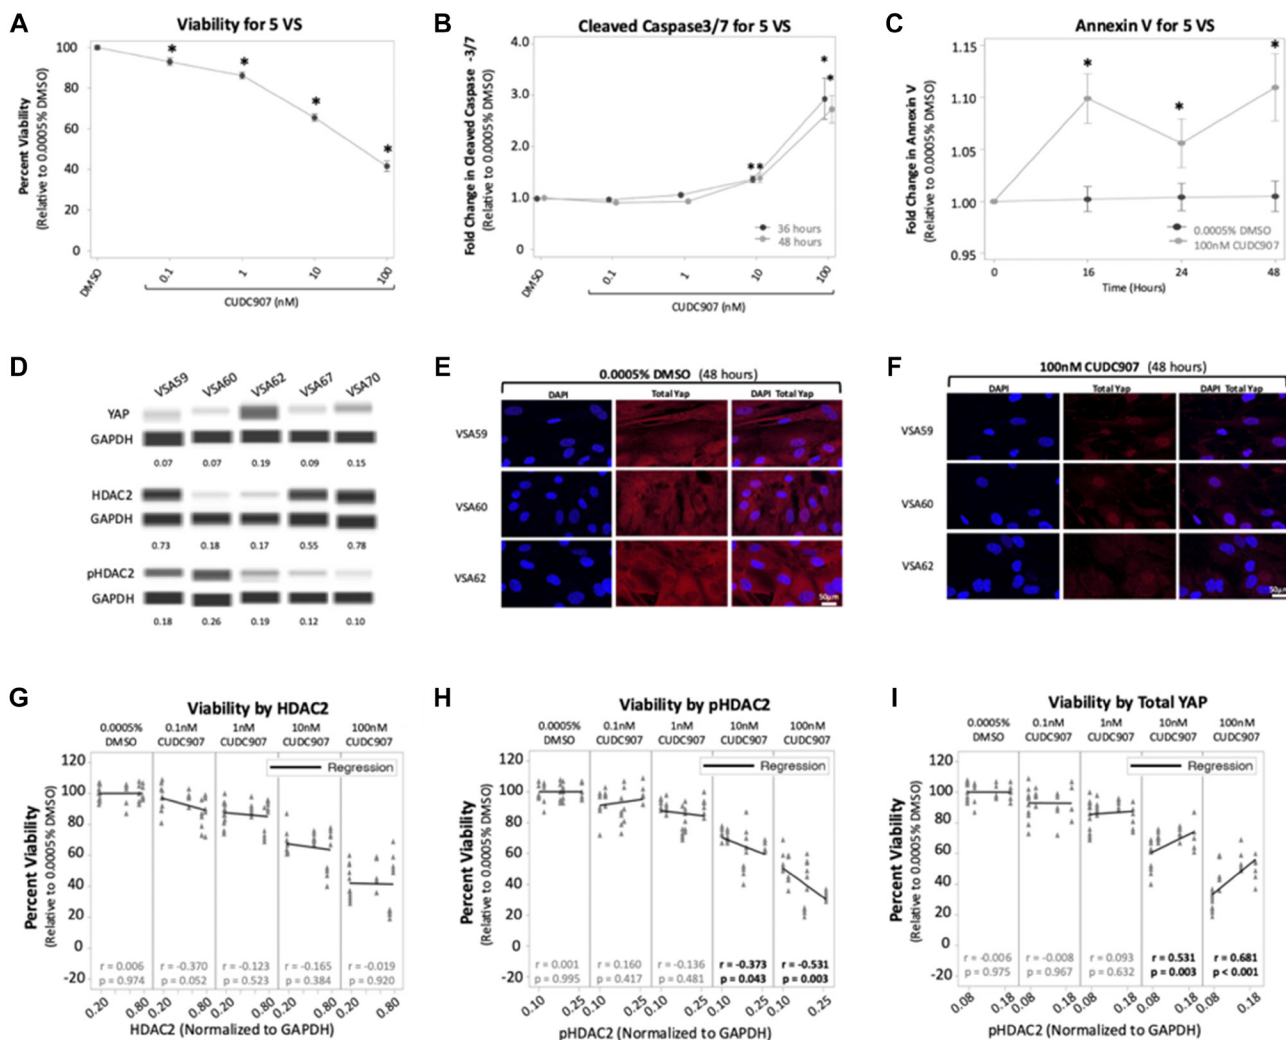 A
Viability for 5 VS
Percent Viability
(Relative to 0.0005% DMSO)
100
80
60
40
20
0
*
*
*
*
DMSO
0.1
1
10
100
CUDC907 (nM)
B
Cleaved Caspase3/7 for 5 VS
Fold Change in Cleaved Caspase -3/7
(Relative to 0.0005% DMSO)
4.0
3.0
2.0
1.0
0.0
*
*
**
36 hours
48 hours
DMSO
0.1
1
10
100
CUDC907 (nM)
C
Annexin V for 5 VS
Fold Change in Annexin V
(Relative to 0.0005% DMSO)
1.15
1.10
1.05
1.00
0.95
*
*
*
0.0005% DMSO
100nM CUDC907
0
16
24
48
Time (Hours)
D
VSA59
VSA60
VSA62
VSA67
VSA70
YAP
GAPDH
0.07
0.07
0.19
0.09
0.15
HDAC2
GAPDH
0.73
0.18
0.17
0.55
0.78
pHDAC2
GAPDH
0.18
0.26
0.19
0.12
0.10
E
0.0005% DMSO (48 hours)
DAPI
Total Yap
DAPI Total Yap
VSA59
VSA60
VSA62
50µm
F
100nM CUDC907 (48 hours)
DAPI
Total Yap
DAPI Total Yap
VSA59
VSA60
VSA62
50µm
G
Viability by HDAC2
0.0005% DMSO
0.1nM CUDC907
1nM CUDC907
10nM CUDC907
100nM CUDC907
Regression
Percent Viability
(Relative to 0.0005% DMSO)
120
100
80
60
40
20
0
-20
r = 0.006
p = 0.974
r = -0.370
p = 0.052
r = -0.123
p = 0.523
r = -0.165
p = 0.384
r = -0.019
p = 0.920
0.20
0.80
0.20
0.80
0.20
0.80
0.20
0.80
0.20
0.80
HDAC2 (Normalized to GAPDH)
H
Viability by pHDAC2
0.0005% DMSO
0.1nM CUDC907
1nM CUDC907
10nM CUDC907
100nM CUDC907
Regression
Percent Viability
(Relative to 0.0005% DMSO)
120
100
80
60
40
20
0
-20
r = 0.001
p = 0.995
r = 0.160
p = 0.417
r = -0.136
p = 0.481
r = -0.373
p = 0.043
r = -0.531
p = 0.003
0.10
0.25
0.10
0.25
0.10
0.25
0.10
0.25
0.10
0.25
pHDAC2 (Normalized to GAPDH)
I
Viability by Total YAP
0.0005% DMSO
0.1nM CUDC907
1nM CUDC907
10nM CUDC907
100nM CUDC907
Regression
Percent Viability
(Relative to 0.0005% DMSO)
120
100
80
60
40
20
0
-20
r = -0.006
p = 0.975
r = -0.008
p = 0.967
r = 0.093
p = 0.632
r = 0.531
p = 0.003
r = 0.681
p < 0.001
0.08
0.18
0.08
0.18
0.08
0.18
0.08
0.18
0.08
0.18
pHDAC2 (Normalized to GAPDH)